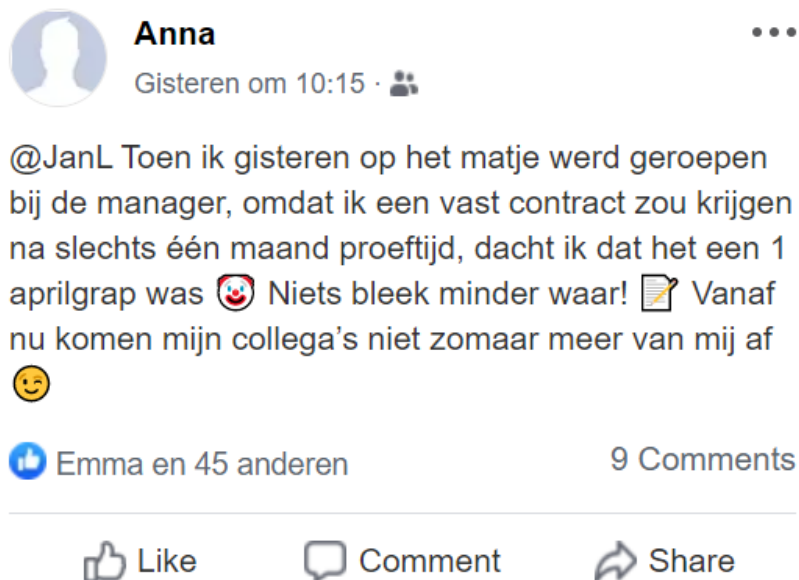 Anna
Gisteren om 10:15 ·
@JanL Toen ik gisteren op het matje werd geroepen
bij de manager, omdat ik een vast contract zou krijgen
na slechts één maand proeftijd, dacht ik dat het een 1
aprilgrap was 🤡 Niets bleek minder waar! 📝 Vanaf
nu komen mijn collega’s niet zomaar meer van mij af
😉
Emma en 45 anderen 9 Comments
Like Comment Share